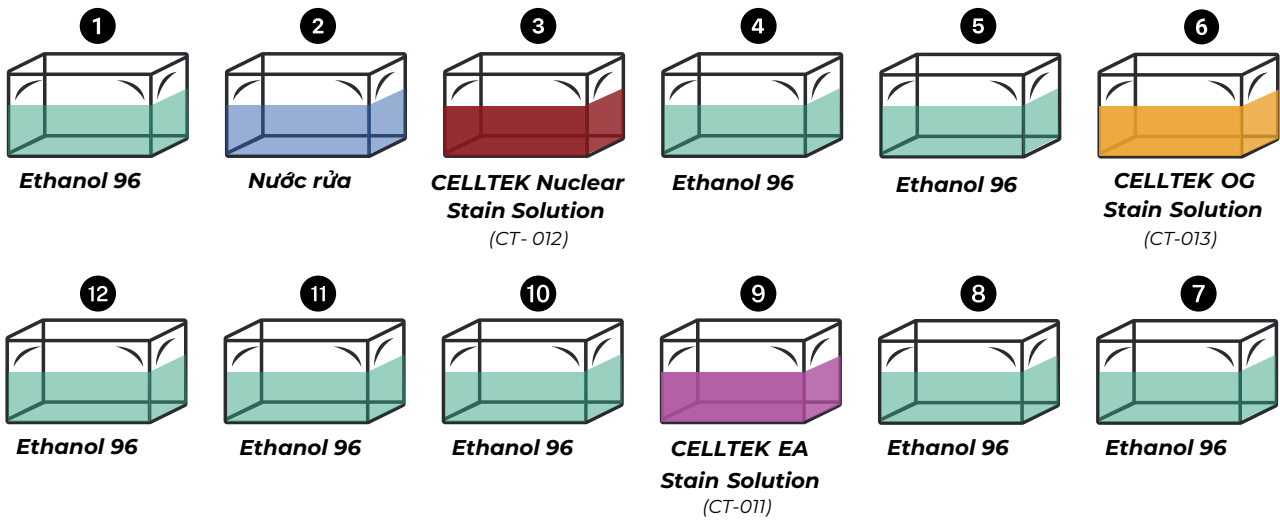 1 2 3 4 5 6
Ethanol 96
Nước rửa
CELLTEK Nuclear
Stain Solution
(CT- 012)
Ethanol 96
Ethanol 96
CELLTEK OG
Stain Solution
(CT-013)
12 11 10 9 8 7
Ethanol 96
Ethanol 96
Ethanol 96
CELLTEK EA
Stain Solution
(CT-011)
Ethanol 96
Ethanol 96